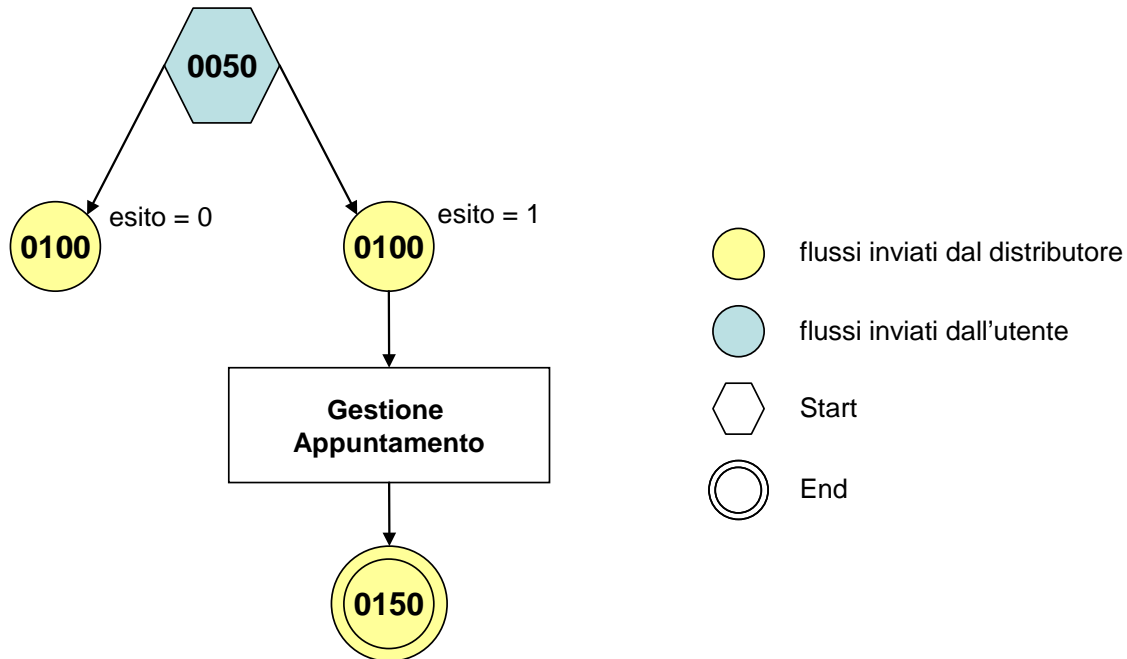 0050
esito = 0
esito = 1
0100
0100
flussi inviati dal distributore
flussi inviati dall'utente
Gestione
Appuntamento
Start
End
0150